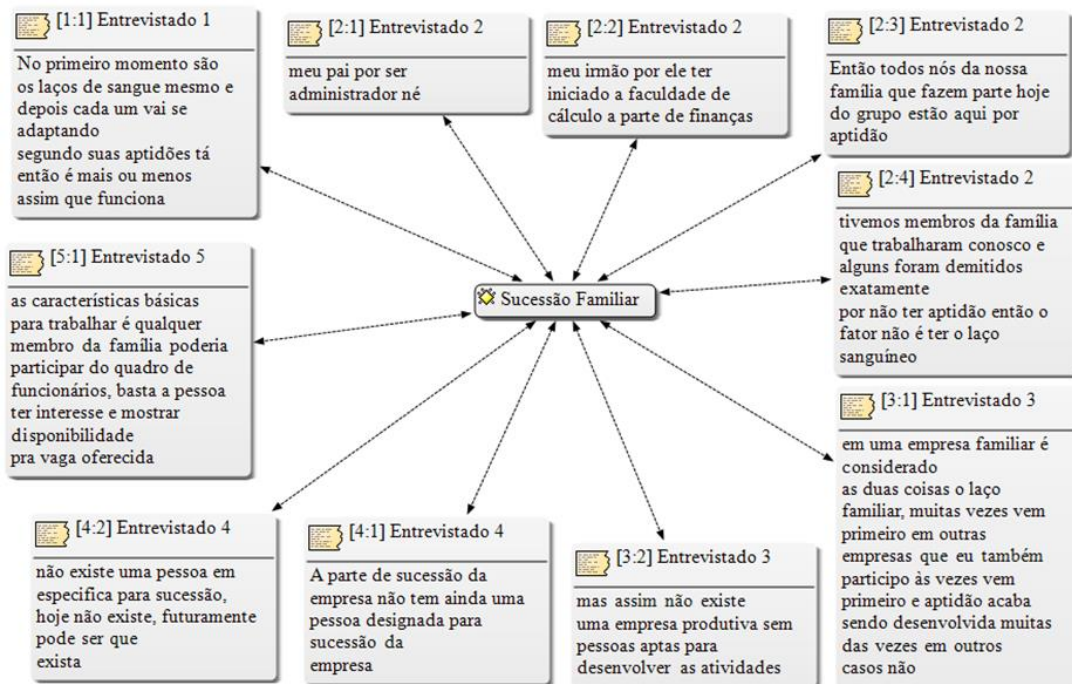 [1:1] Entrevistado 1
No primeiro momento são
os laços de sangue mesmo e
depois cada um vai se
adaptando
segundo suas aptidões tá
então é mais ou menos
assim que funciona
[2:1] Entrevistado 2
meu pai por ser
administrador né
[2:2] Entrevistado 2
meu irmão por ele ter
iniciado a faculdade de
cálculo a parte de finanças
[2:3] Entrevistado 2
Então todos nós da nossa
família que fazem parte hoje
do grupo estão aqui por
aptidão
[2:4] Entrevistado 2
tivemos membros da família
que trabalharam conosco e
alguns foram demitidos
exatamente
por não ter aptidão então o
fator não é ter o laço
sanguíneo
[5:1] Entrevistado 5
as características básicas
para trabalhar é qualquer
membro da família poderia
participar do quadro de
funcionários, basta a pessoa
ter interesse e mostrar
disponibilidade
pra vaga oferecida
Sucessão Familiar
[3:1] Entrevistado 3
em uma empresa familiar é
considerado
as duas coisas o laço
familiar, muitas vezes vem
primeiro em outras
empresas que eu também
participo às vezes vem
primeiro e aptidão acaba
sendo desenvolvida muitas
das vezes em outros
casos não
[4:2] Entrevistado 4
não existe uma pessoa em
especifica para sucessão,
hoje não existe, futuramente
pode ser que
exista
[4:1] Entrevistado 4
A parte de sucessão da
empresa não tem ainda uma
pessoa designada para
sucessão da
empresa
[3:2] Entrevistado 3
mas assim não existe
uma empresa produtiva sem
pessoas aptas para
desenvolver as atividades